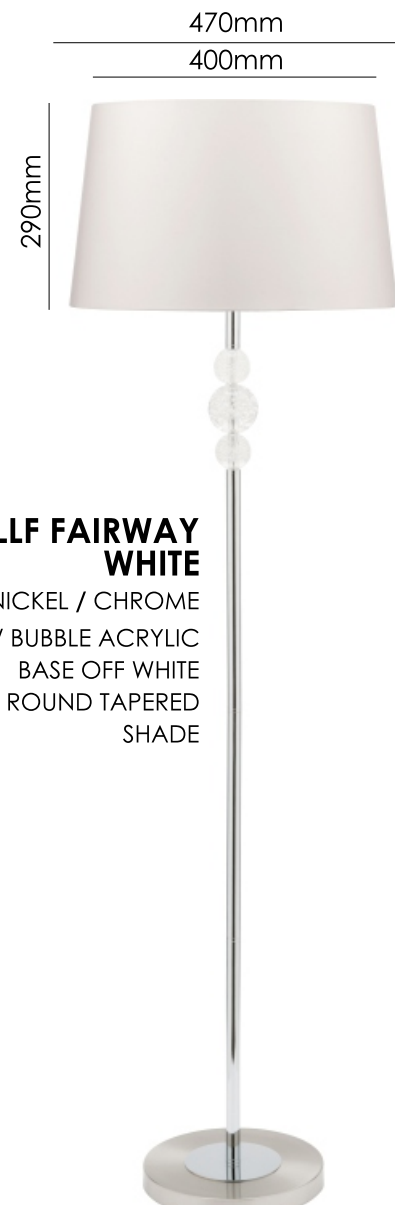 470mm
400mm
290mm
LLF FAIRWAY
WHITE
NICKEL / CHROME
/ BUBBLE ACRYLIC
BASE OFF WHITE
ROUND TAPERED
SHADE